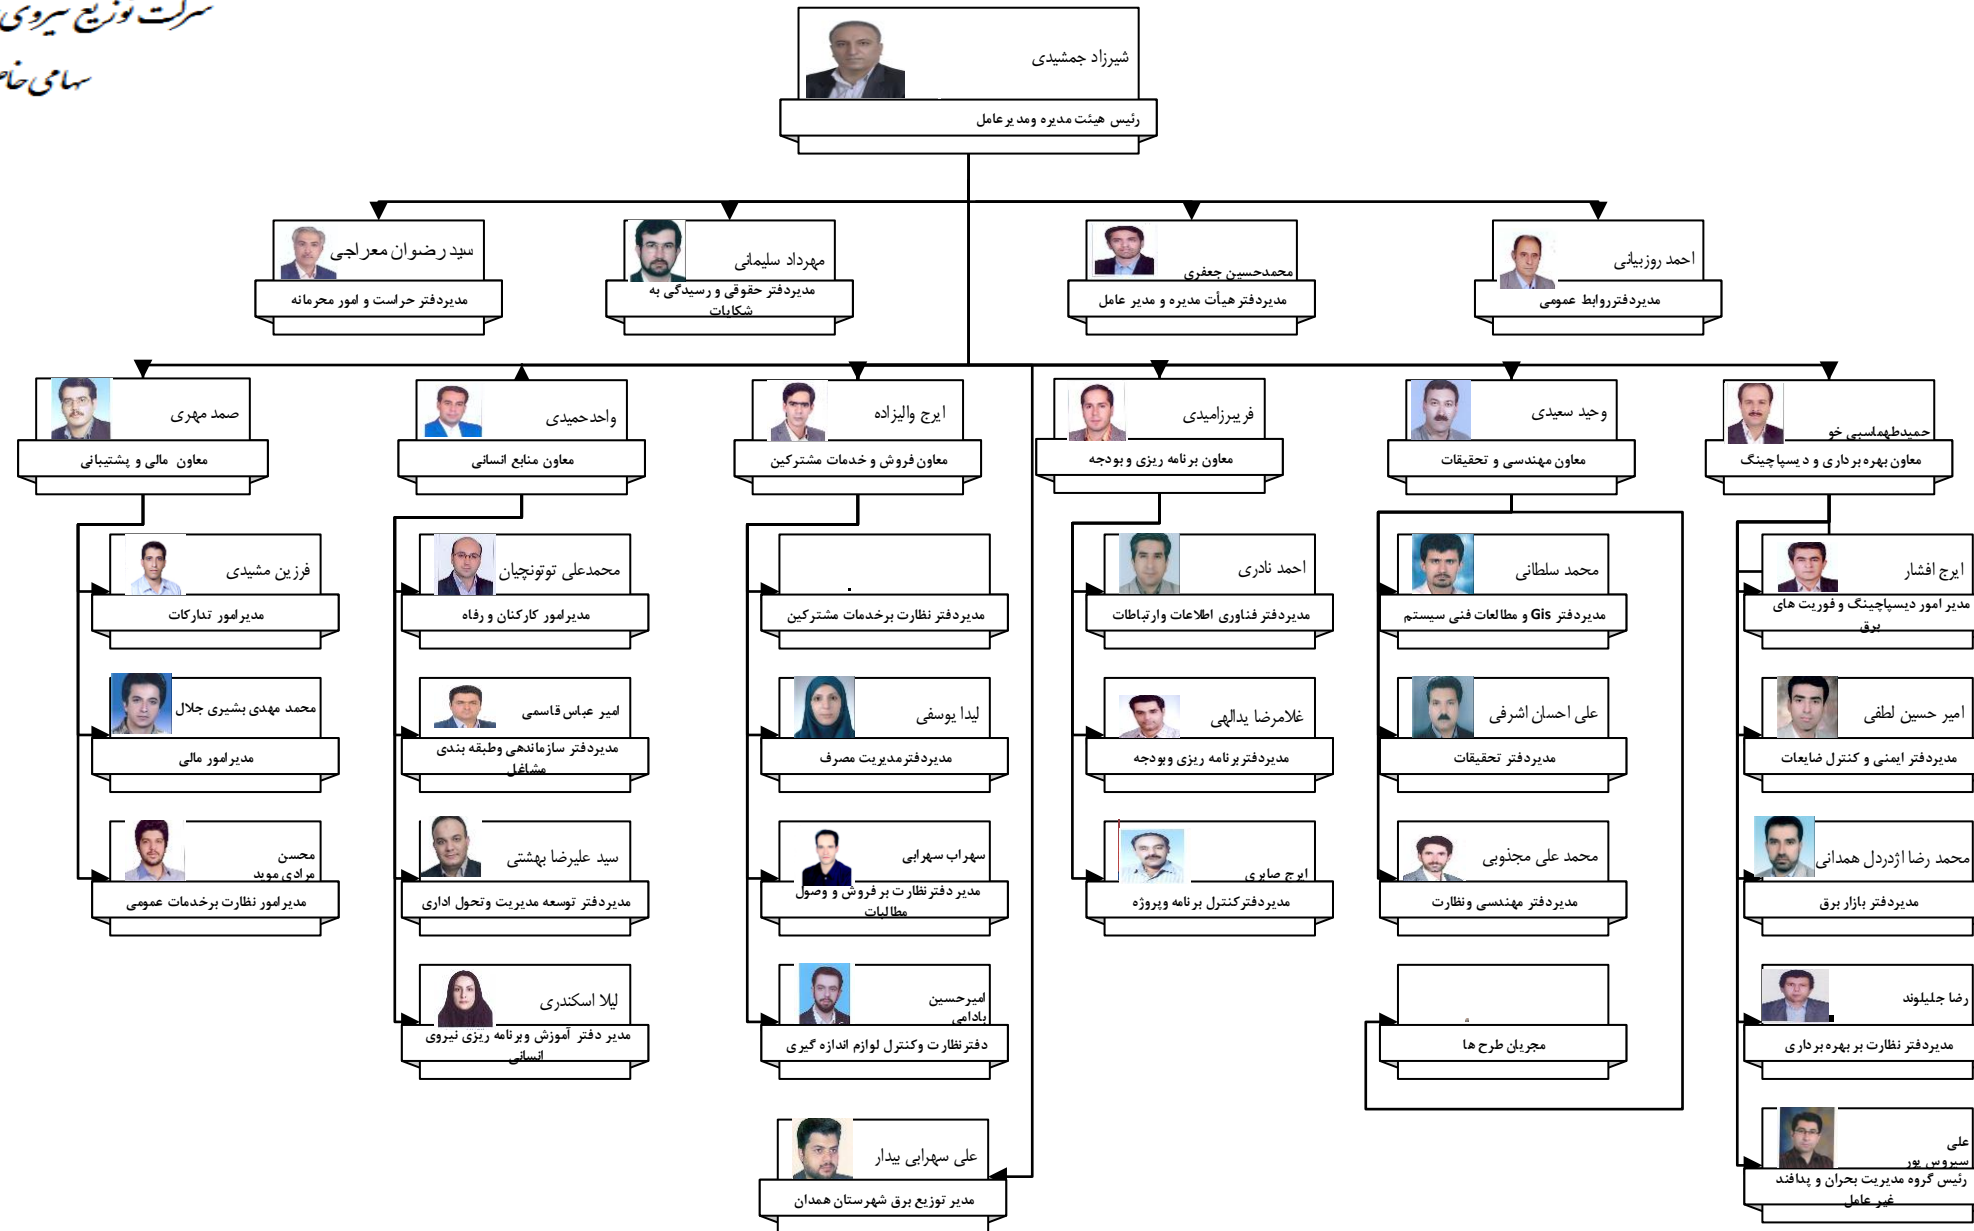 شرکت توزیع نیروی
سهامی خاص
شیرزاد جمشیدی
رئیس هیئت مدیره ومدیرعامل
احمد روزبیانی
مدیردفترروابط عمومی
محمدحسین جعفری
مدیردفتر هیأت مدیره و مدیر عامل
مهرداد سلیمانی
مدیردفتر حقوقی و رسیدگی به
شکایات
سید رضوان معراجی
مدیردفتر حراست و امور محرمانه
حمیدطهماسبی خو
معاون بهره برداری و دیسپاچینگ
وحید سعیدی
معاون مهندسی و تحقیقات
فریبرزامیدی
معاون برنامه ریزی و بودجه
ایرج والیزاده
معاون فروش و خدمات مشترکین
واحدحمیدی
معاون منابع انسانی
صمد مهری
معاون مالی و پشتیبانی
ایرج افشار
مدیر امور دیسپاچینگ و فوریت های
برق
محمد سلطانی
مدیردفتر Gis و مطالعات فنی سیستم
احمد نادری
مدیردفتر فناوری اطلاعات وارتباطات
مدیردفتر نظارت برخدمات مشترکین
محمدعلی توتونچیان
مدیرامور کارکنان و رفاه
فرزین مشیدی
مدیرامور تدارکات
امیر حسین لطفی
مدیردفتر ایمنی و کنترل ضایعات
علی احسان اشرفی
مدیردفتر تحقیقات
غلامرضا یدالهی
مدیردفتربرنامه ریزی وبودجه
لیدا یوسفی
مدیردفترمدیریت مصرف
امیر عباس قاسمی
مدیردفتر سازماندهی وطبقه بندی
مشاغل
محمد مهدی بشیری جلال
مدیرامور مالی
محمد رضا اژدردل همدانی
مدیردفتر بازار برق
محمد علی مجذوبی
مدیردفتر مهندسی ونظارت
ایرج صابری
مدیردفترکنترل برنامه وپروژه
سهراب سهرابی
مدیر دفترنظارت بر فروش و وصول
مطالبات
سید علیرضا بهشتی
مدیردفتر توسعه مدیریت وتحول اداری
محسن
مرادی موید
مدیرامور نظارت برخدمات عمومی
رضا جلیلوند
مدیردفتر نظارت بر بهره برداری
مجریان طرح ها
امیرحسین
بادامی
دفترنظارت وکنترل لوازم اندازه گیری
لیلا اسکندری
مدیر دفتر آموزش وبرنامه ریزی نیروی
انسانی
علی
سیروس پور
رئیس گروه مدیریت بحران و پدافند
غیر عامل
علی سهرابی بیدار
مدیر توزیع برق شهرستان همدان